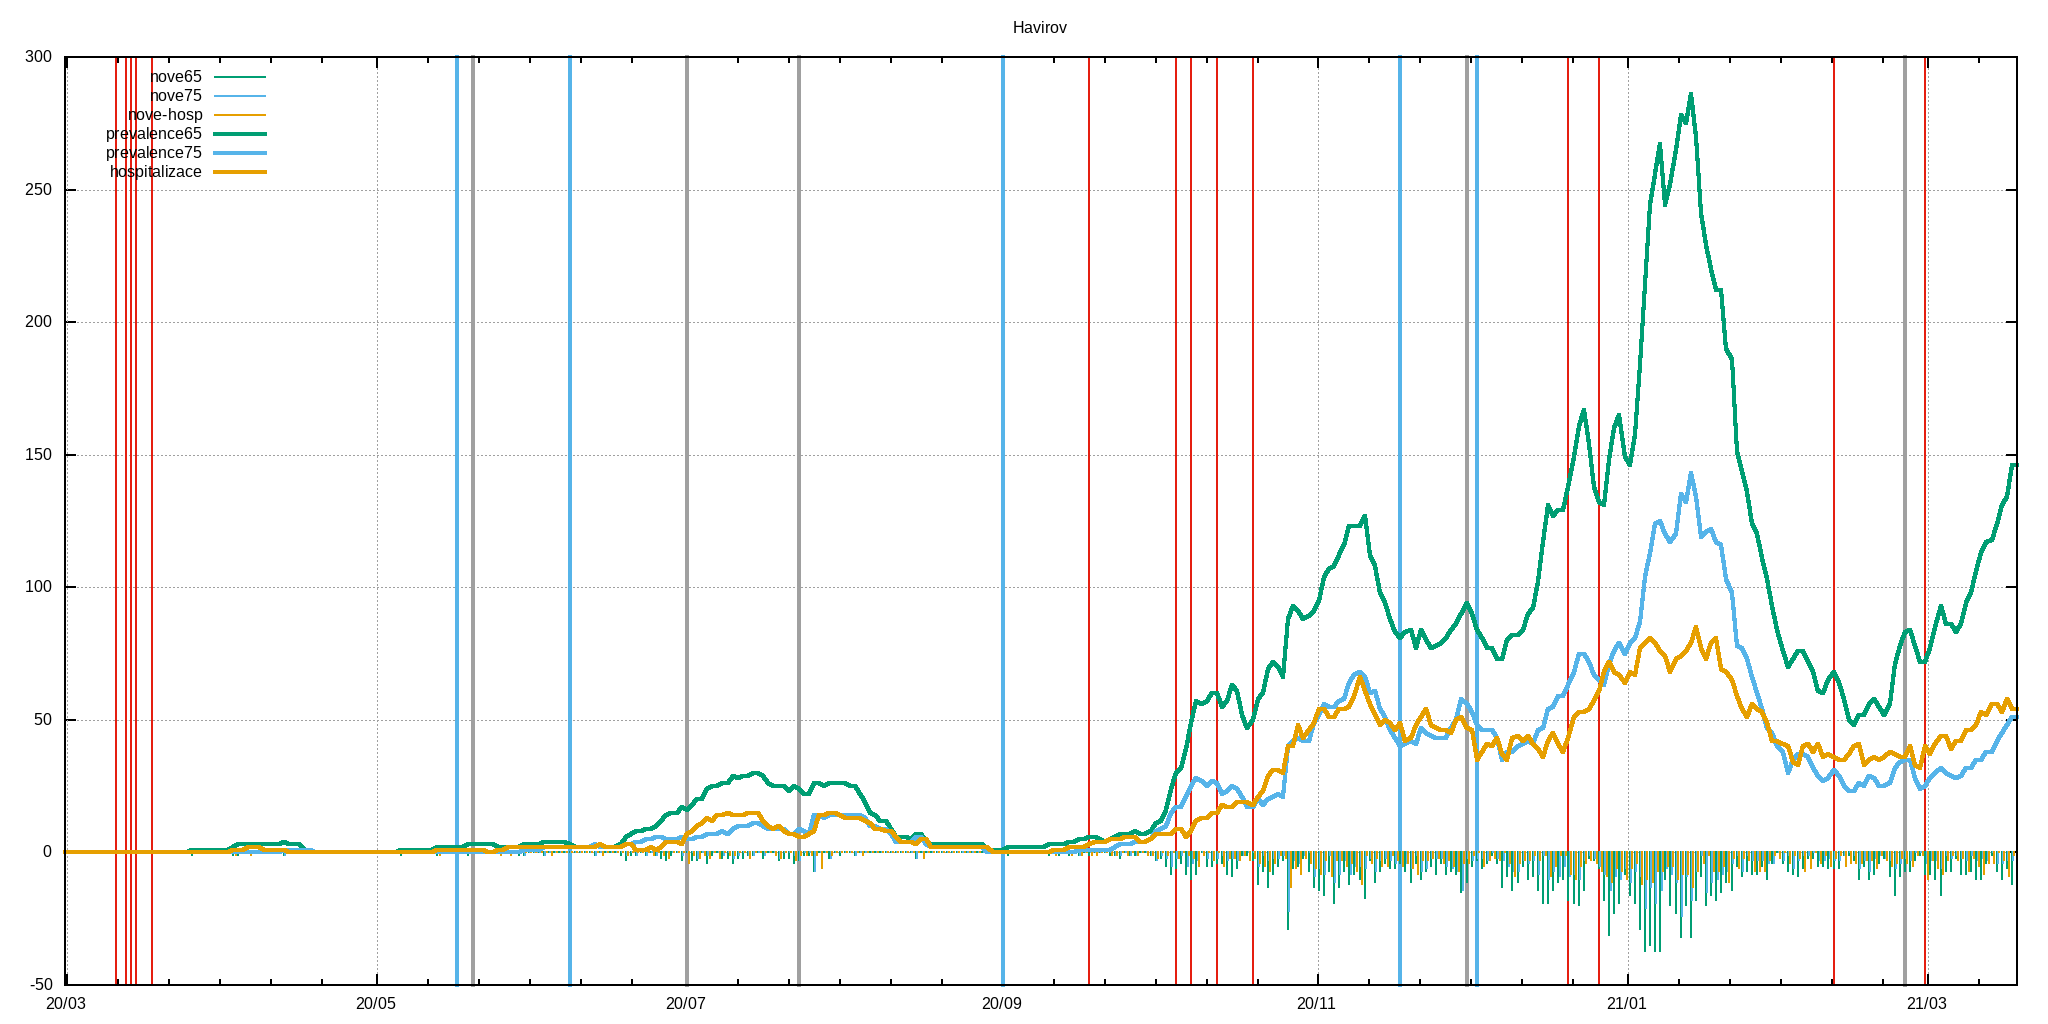 Havirov
300
250
200
150
100
50
0
-50
nove65
nove75
nove-hosp
prevalence65
prevalence75
hospitalizace
20/03 20/05 20/07 20/09 20/11 21/01 21/03